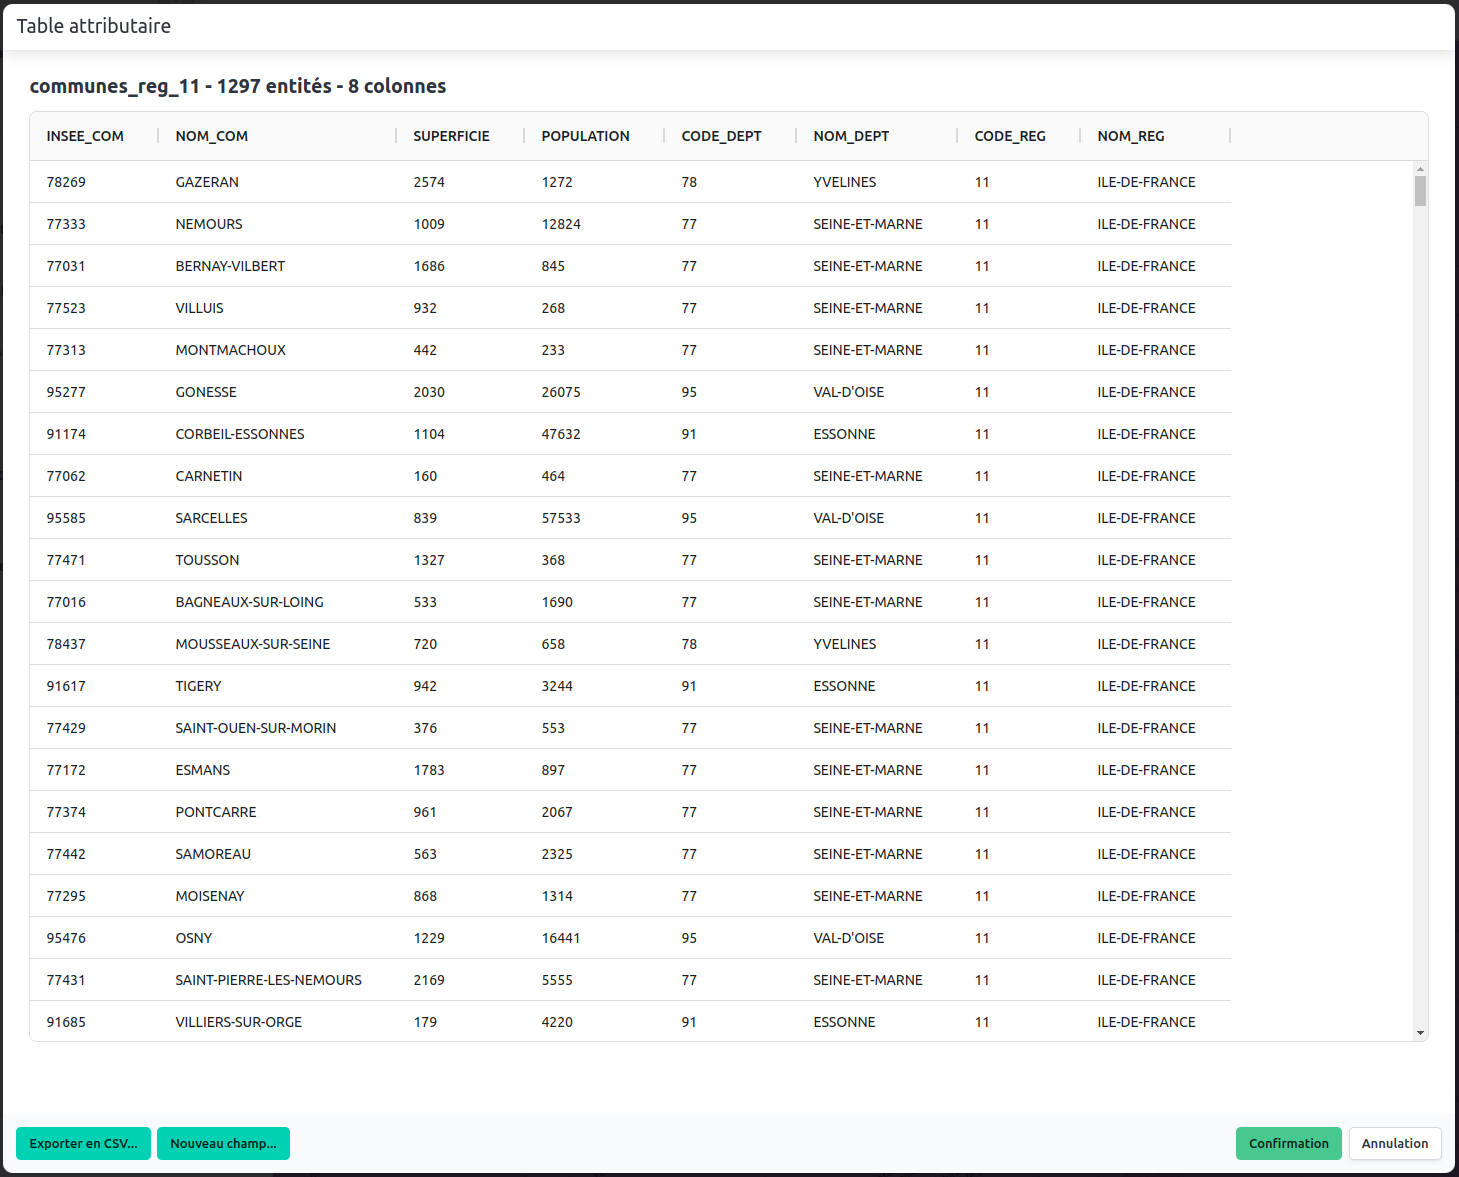 Table attributaire
communes_reg_11 - 1297 entités - 8 colonnes
INSEE_COM NOM_COM SUPERFICIE POPULATION CODE_DEPT NOM_DEPT CODE_REG NOM_REG
78269 GAZERAN 2574 1272 78 YVELINES 11 ILE-DE-FRANCE
77333 NEMOURS 1009 12824 77 SEINE-ET-MARNE 11 ILE-DE-FRANCE
77031 BERNAY-VILBERT 1686 845 77 SEINE-ET-MARNE 11 ILE-DE-FRANCE
77523 VILLUIS 932 268 77 SEINE-ET-MARNE 11 ILE-DE-FRANCE
77313 MONTMACHOUX 442 233 77 SEINE-ET-MARNE 11 ILE-DE-FRANCE
95277 GONESSE 2030 26075 95 VAL-D'OISE 11 ILE-DE-FRANCE
91174 CORBEIL-ESSONNES 1104 47632 91 ESSONNE 11 ILE-DE-FRANCE
77062 CARNETIN 160 464 77 SEINE-ET-MARNE 11 ILE-DE-FRANCE
95585 SARCELLES 839 57533 95 VAL-D'OISE 11 ILE-DE-FRANCE
77471 TOUSSON 1327 368 77 SEINE-ET-MARNE 11 ILE-DE-FRANCE
77016 BAGNEAUX-SUR-LOING 533 1690 77 SEINE-ET-MARNE 11 ILE-DE-FRANCE
78437 MOUSSEAUX-SUR-SEINE 720 658 78 YVELINES 11 ILE-DE-FRANCE
91617 TIGERY 942 3244 91 ESSONNE 11 ILE-DE-FRANCE
77429 SAINT-OUEN-SUR-MORIN 376 553 77 SEINE-ET-MARNE 11 ILE-DE-FRANCE
77172 ESMANS 1783 897 77 SEINE-ET-MARNE 11 ILE-DE-FRANCE
77374 PONTCARRE 961 2067 77 SEINE-ET-MARNE 11 ILE-DE-FRANCE
77442 SAMOREAU 563 2325 77 SEINE-ET-MARNE 11 ILE-DE-FRANCE
77295 MOISENAY 868 1314 77 SEINE-ET-MARNE 11 ILE-DE-FRANCE
95476 OSNY 1229 16441 95 VAL-D'OISE 11 ILE-DE-FRANCE
77431 SAINT-PIERRE-LES-NEMOURS 2169 5555 77 SEINE-ET-MARNE 11 ILE-DE-FRANCE
91685 VILLIERS-SUR-ORGE 179 4220 91 ESSONNE 11 ILE-DE-FRANCE
Exporter en CSV... Nouveau champ... Confirmation Annulation